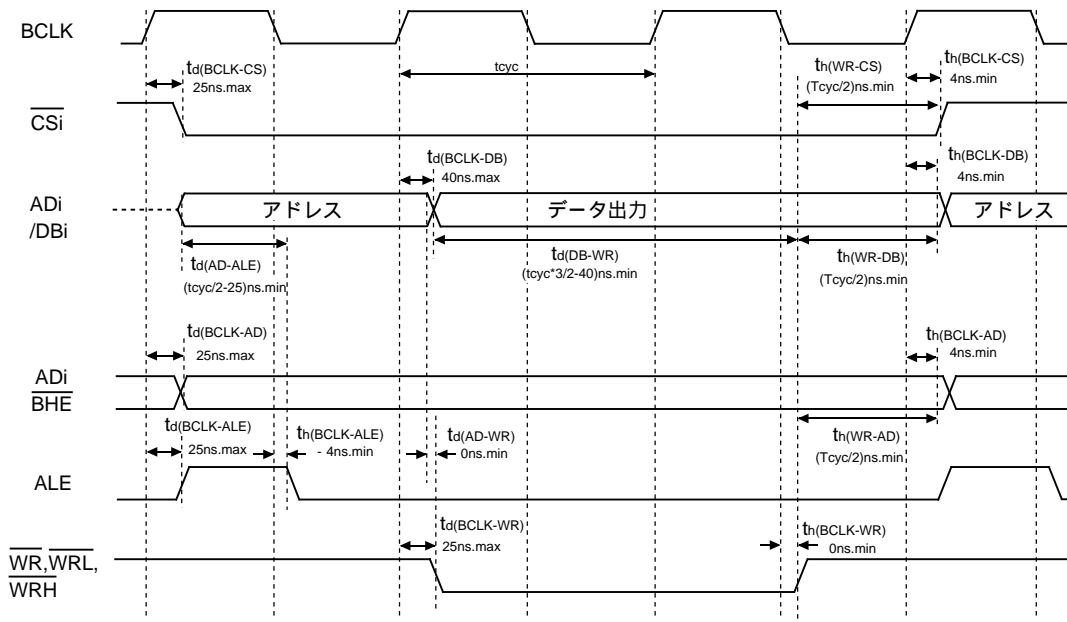 BCLK
td(BCLK-CS)
25ns.max
tcyc
th(WR-CS)
(Tcyc/2)ns.min
th(BCLK-CS)
4ns.min
CSi
td(BCLK-DB)
40ns.max
th(BCLK-DB)
4ns.min
ADi
/DBi
アドレス
データ出力
アドレス
td(AD-ALE)
(tcyc/2-25)ns.min
td(DB-WR)
(tcyc*3/2-40)ns.min
th(WR-DB)
(Tcyc/2)ns.min
td(BCLK-AD)
25ns.max
th(BCLK-AD)
4ns.min
ADi
BHE
td(BCLK-ALE)
25ns.max
th(BCLK-ALE)
- 4ns.min
td(AD-WR)
0ns.min
th(WR-AD)
(Tcyc/2)ns.min
ALE
td(BCLK-WR)
25ns.max
th(BCLK-WR)
0ns.min
WR,WRL,
WRH